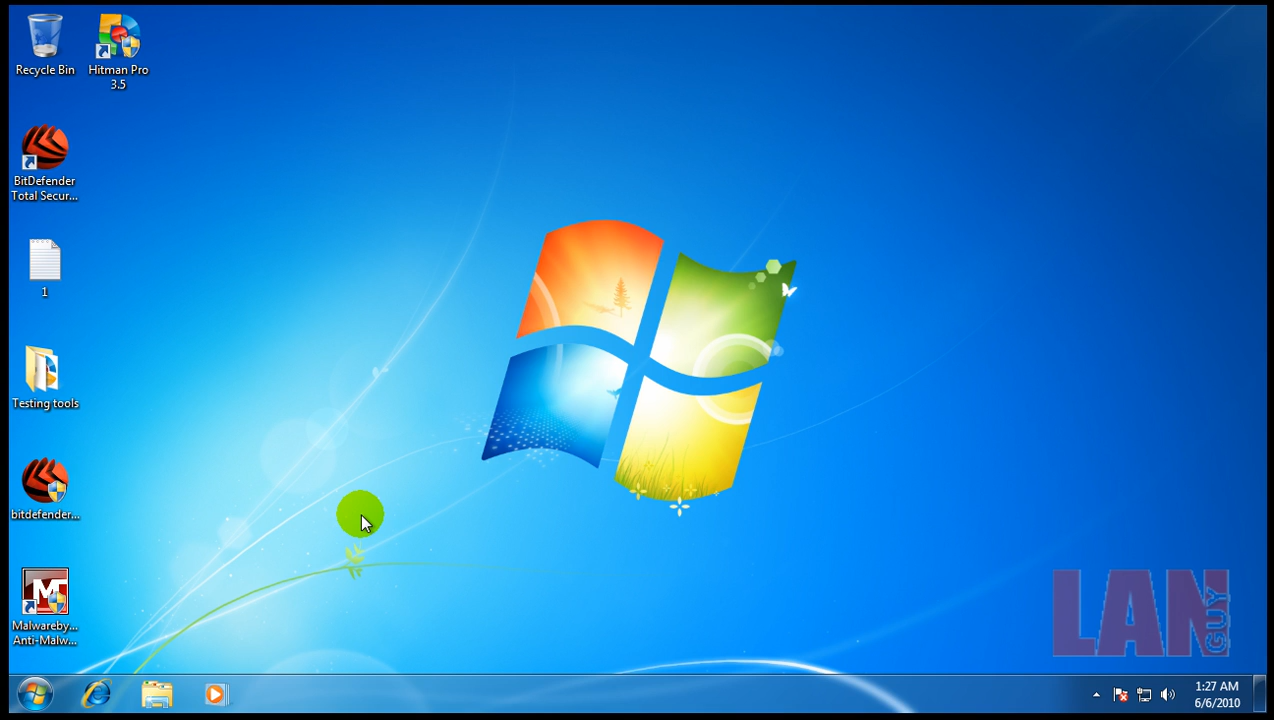 Recycle Bin
Hitman Pro
3.5
BitDefender
Total Secur...
1
Testing tools
bitdefender...
Malwareby...
Anti-Malw...
LAN
GUY
1:27 AM
6/6/2010